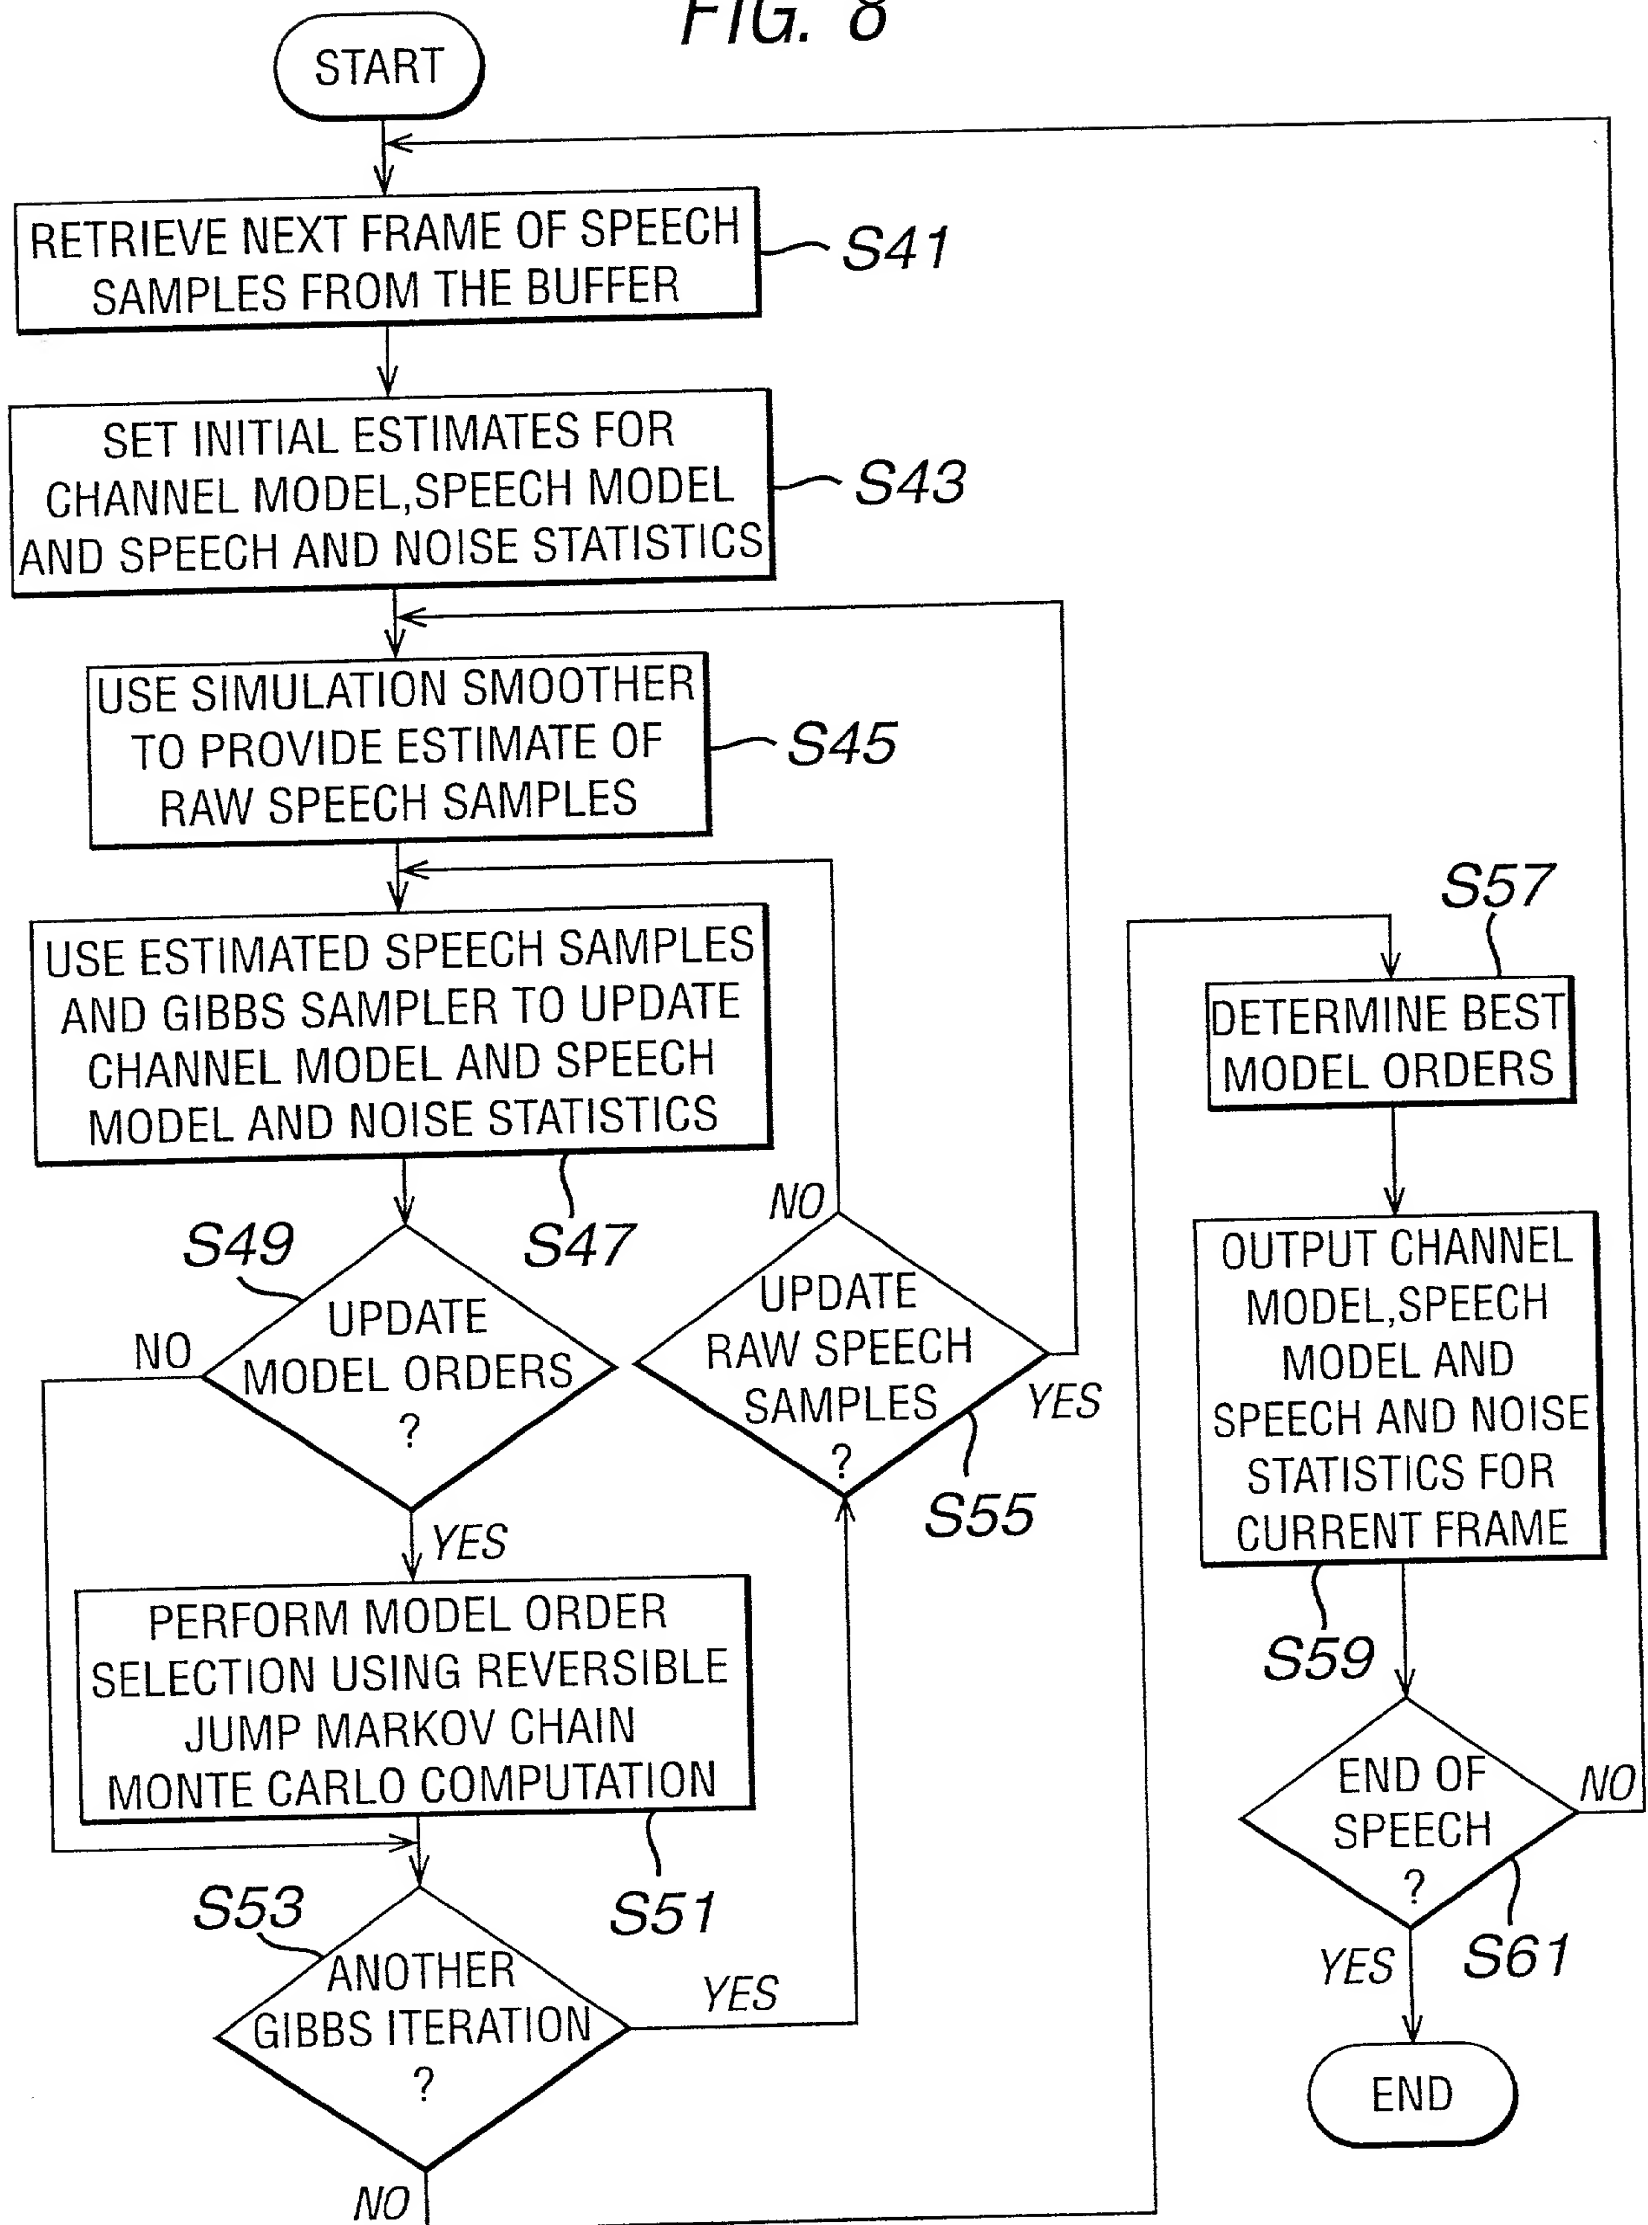 FIG. 8
START
RETRIEVE NEXT FRAME OF SPEECH
SAMPLES FROM THE BUFFER
S41
SET INITIAL ESTIMATES FOR
CHANNEL MODEL,SPEECH MODEL
AND SPEECH AND NOISE STATISTICS
S43
USE SIMULATION SMOOTHER
TO PROVIDE ESTIMATE OF
RAW SPEECH SAMPLES
S45
USE ESTIMATED SPEECH SAMPLES
AND GIBBS SAMPLER TO UPDATE
CHANNEL MODEL AND SPEECH
MODEL AND NOISE STATISTICS
S47
S49
UPDATE
MODEL ORDERS
?
NO
YES
PERFORM MODEL ORDER
SELECTION USING REVERSIBLE
JUMP MARKOV CHAIN
MONTE CARLO COMPUTATION
S51
S53
ANOTHER
GIBBS ITERATION
?
YES
NO
NO
UPDATE
RAW SPEECH
SAMPLES
?
YES
S55
S57
DETERMINE BEST
MODEL ORDERS
OUTPUT CHANNEL
MODEL,SPEECH
MODEL AND
SPEECH AND NOISE
STATISTICS FOR
CURRENT FRAME
S59
END OF
SPEECH
?
NO
S61
YES
END